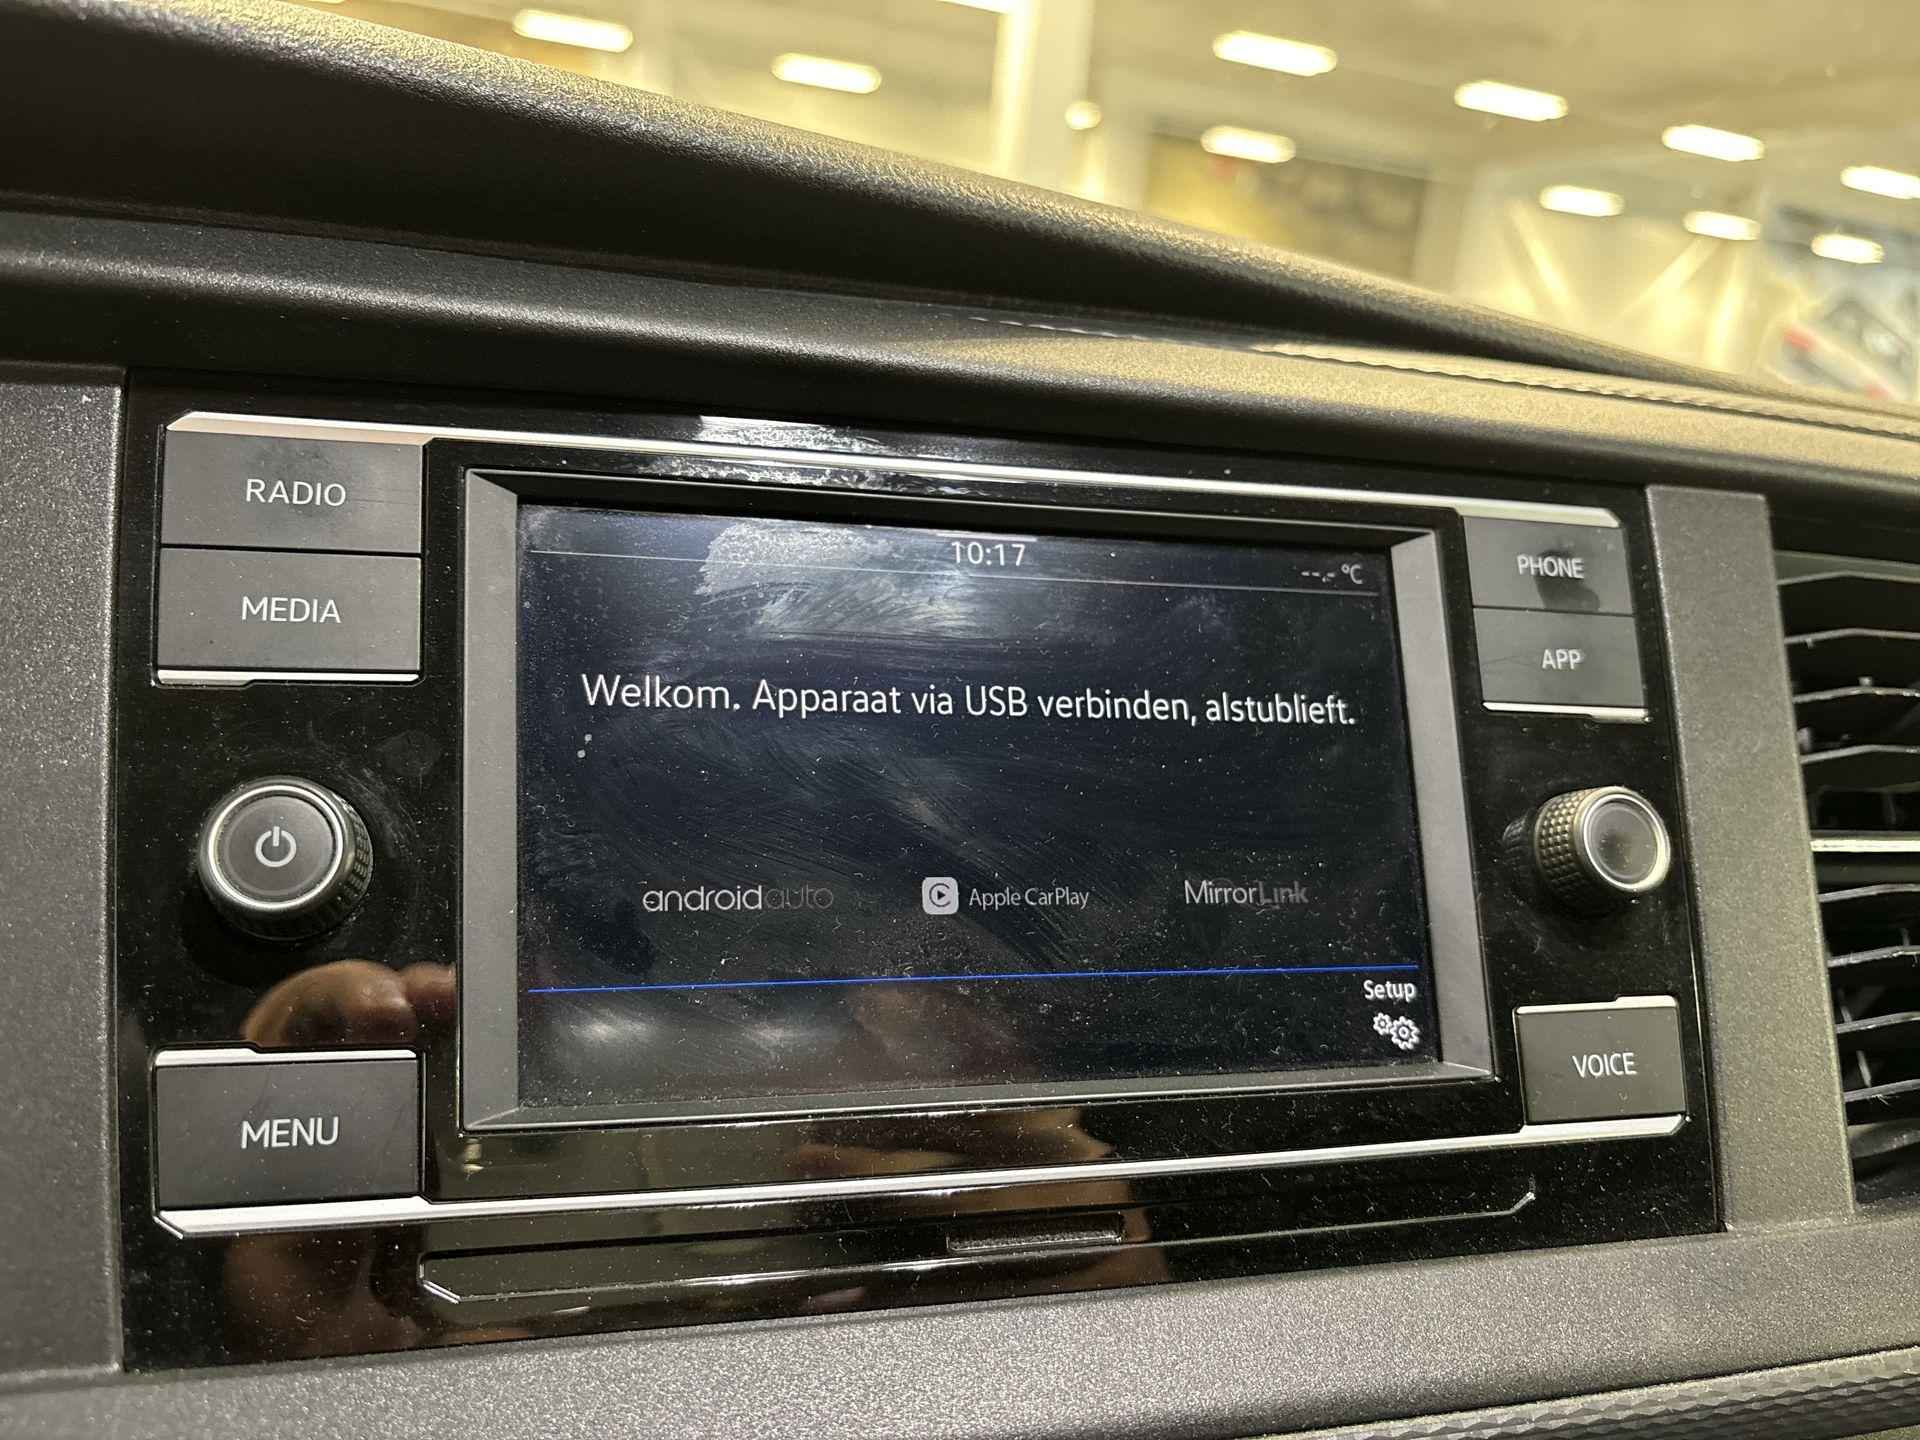 RADIO
MEDIA
MENU
10:17
--.- °C
Welkom. Apparaat via USB verbinden, alstublieft.
androidauto
Apple CarPlay
MirrorLink
Setup
PHONE
APP
VOICE